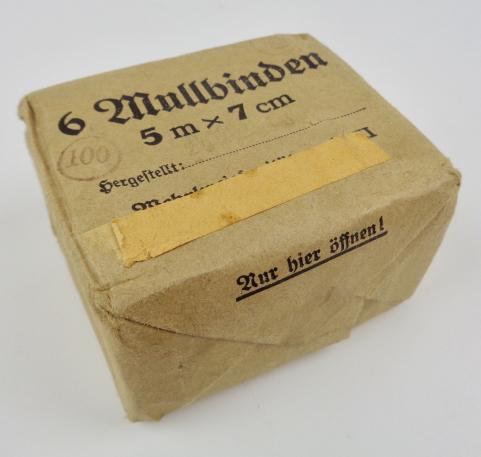 6 Mullbinden
5 m × 7 cm
100
Hergestellt:
Nur hier öffnen!